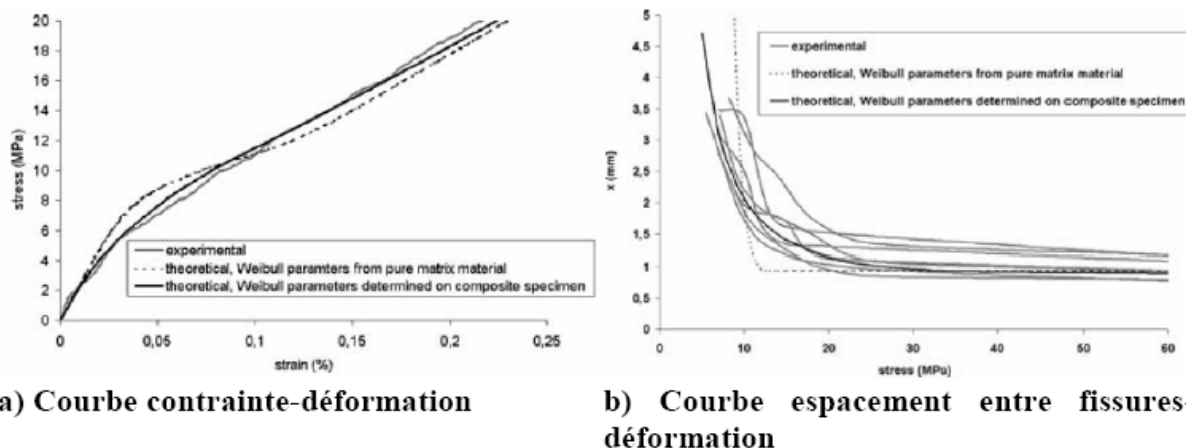 20
18
16
14
12
10
8
6
4
2
0
stress (MPa)
experimental
theoretical, Weibull paramters from pure matrix material
theoretical, Weibull parameters determined on composite specimen
0 0,05 0,1 0,15 0,2 0,25
strain (%)
a) Courbe contrainte-déformation
5
4,5
4
3,5
3
2,5
2
1,5
1
0,5
0
x (mm)
experimental
theoretical, Weibull parameters from pure matrix material
theoretical, Weibull parameters determined on composite specimen
0 10 20 30 40 50 60
stress (MPa)
b) Courbe espacement entre fissures-
déformation